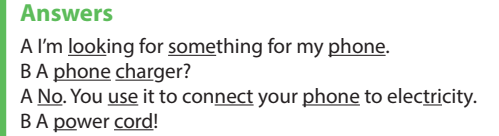 Answers
A I'm looking for something for my phone.
B A phone charger?
A No. You use it to connect your phone to electricity.
B A power cord!